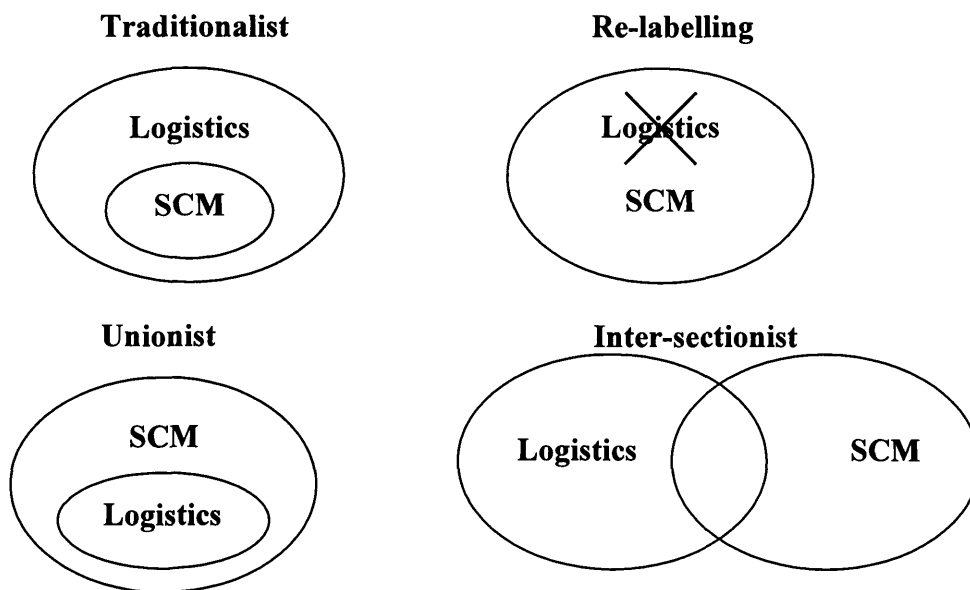 Traditionalist
Logistics
SCM
Re-labelling
Logistics
SCM
Unionist
SCM
Logistics
Inter-sectionist
Logistics
SCM